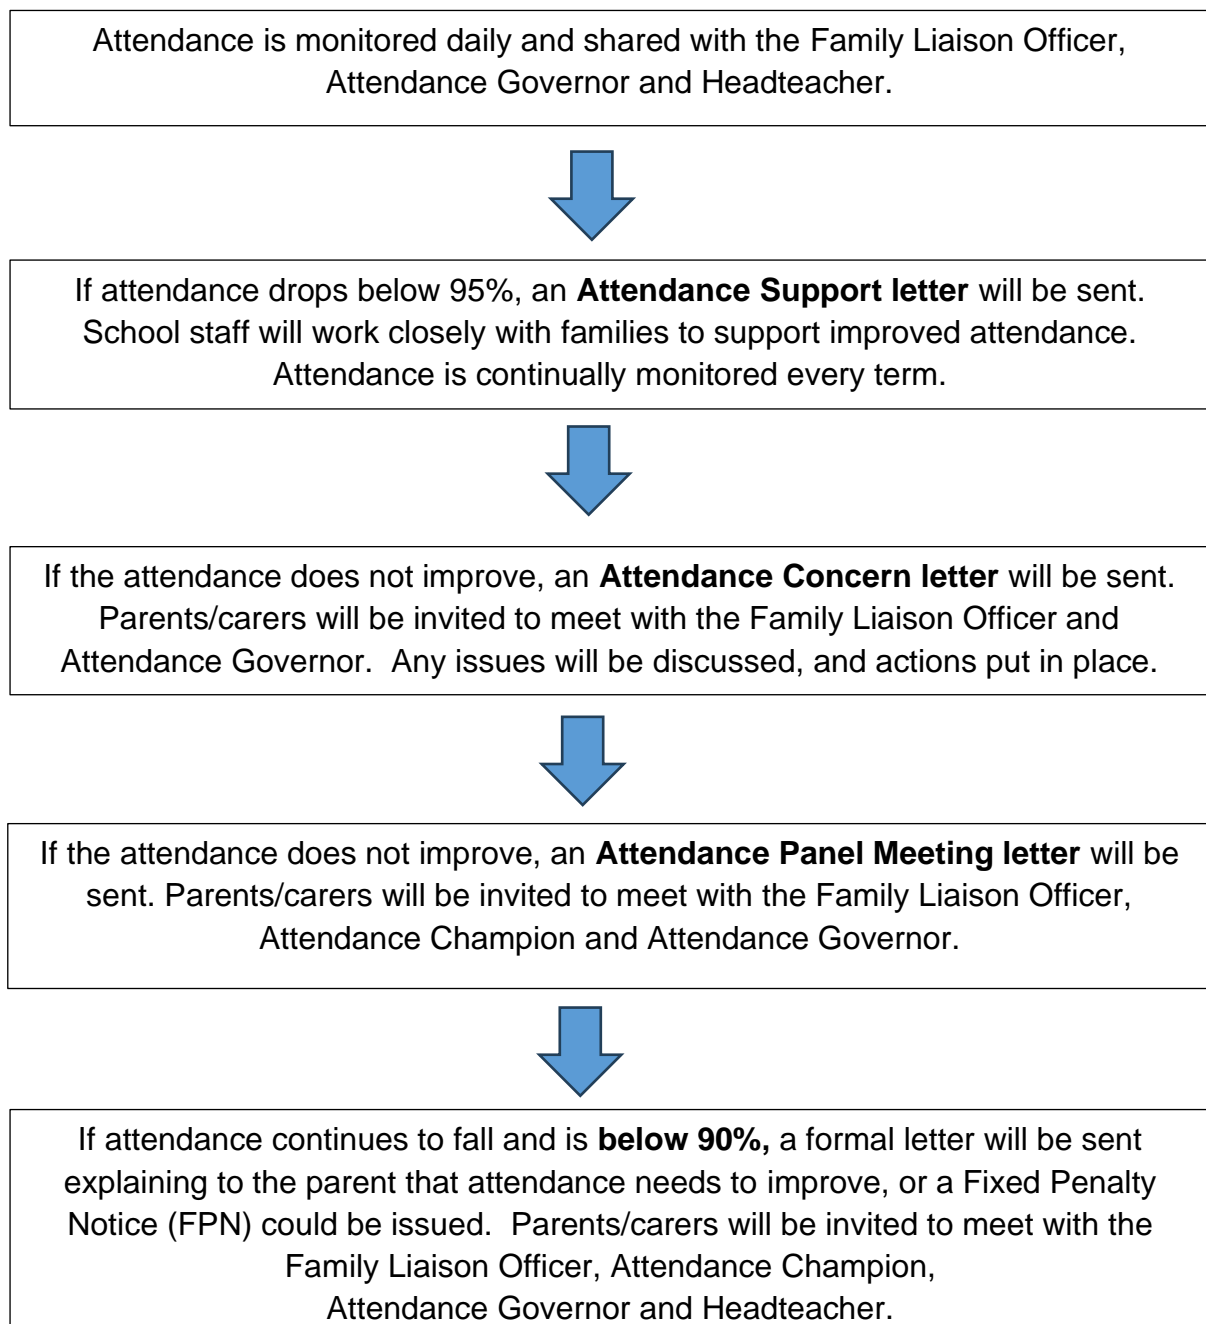 Attendance is monitored daily and shared with the Family Liaison Officer,
Attendance Governor and Headteacher.
If attendance drops below 95%, an Attendance Support letter will be sent.
School staff will work closely with families to support improved attendance.
Attendance is continually monitored every term.
If the attendance does not improve, an Attendance Concern letter will be sent.
Parents/carers will be invited to meet with the Family Liaison Officer and
Attendance Governor.  Any issues will be discussed, and actions put in place.
If the attendance does not improve, an Attendance Panel Meeting letter will be
sent. Parents/carers will be invited to meet with the Family Liaison Officer,
Attendance Champion and Attendance Governor.
If attendance continues to fall and is below 90%, a formal letter will be sent
explaining to the parent that attendance needs to improve, or a Fixed Penalty
Notice (FPN) could be issued.  Parents/carers will be invited to meet with the
Family Liaison Officer, Attendance Champion,
Attendance Governor and Headteacher.